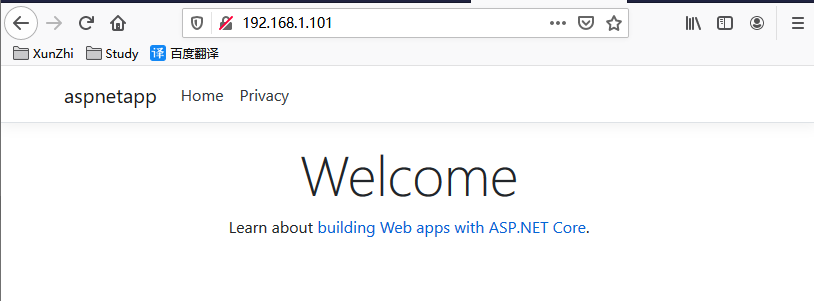 192.168.1.101
XunZhi Study 译 百度翻译
aspnetapp Home Privacy
Welcome
Learn about building Web apps with ASP.NET Core.